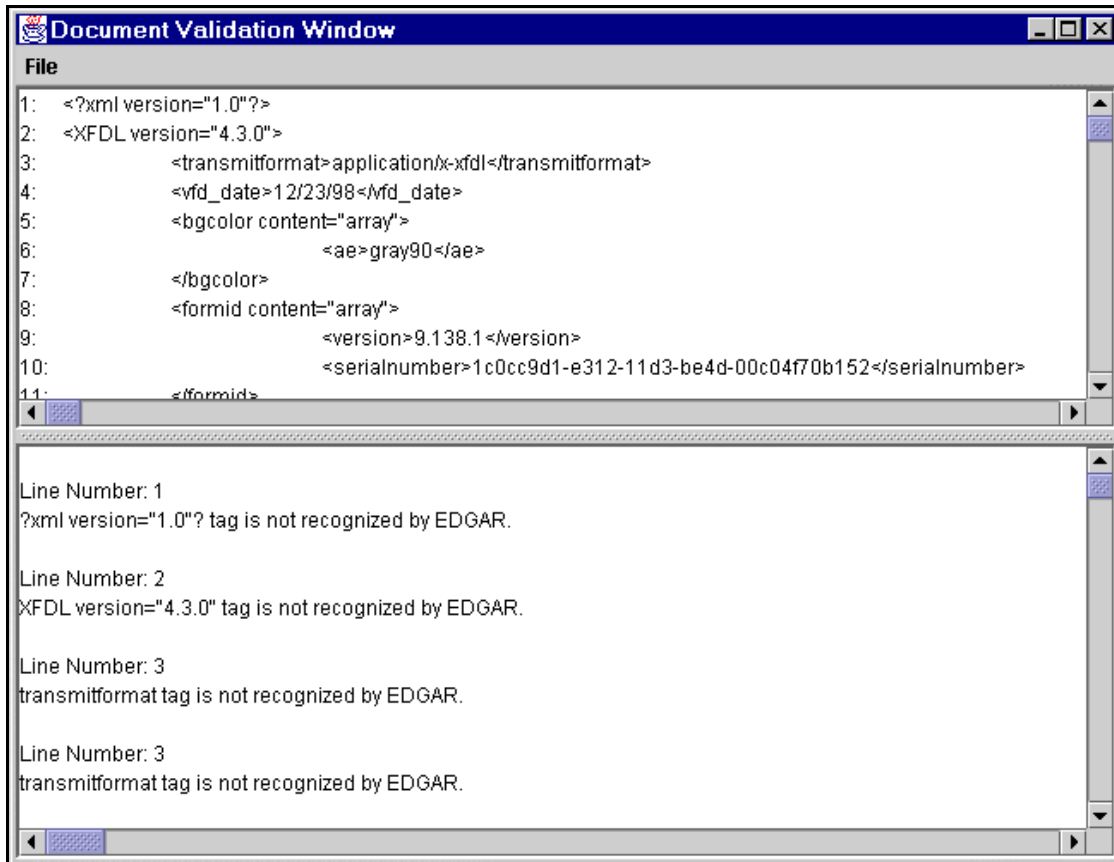 Document Validation Window
File
1: <?xml version="1.0"?>
2: <XFDL version="4.3.0">
3: <transmitformat>application/x-xfdl</transmitformat>
4: <vfd_date>12/23/98</vfd_date>
5: <bgcolor content="array">
6: <ae>gray90</ae>
7: </bgcolor>
8: <formid content="array">
9: <version>9.138.1</version>
10: <serialnumber>1c0cc9d1-e312-11d3-be4d-00c04f70b152</serialnumber>
11: </formid>
Line Number: 1
?xml version="1.0"? tag is not recognized by EDGAR.
Line Number: 2
XFDL version="4.3.0" tag is not recognized by EDGAR.
Line Number: 3
transmitformat tag is not recognized by EDGAR.
Line Number: 3
transmitformat tag is not recognized by EDGAR.